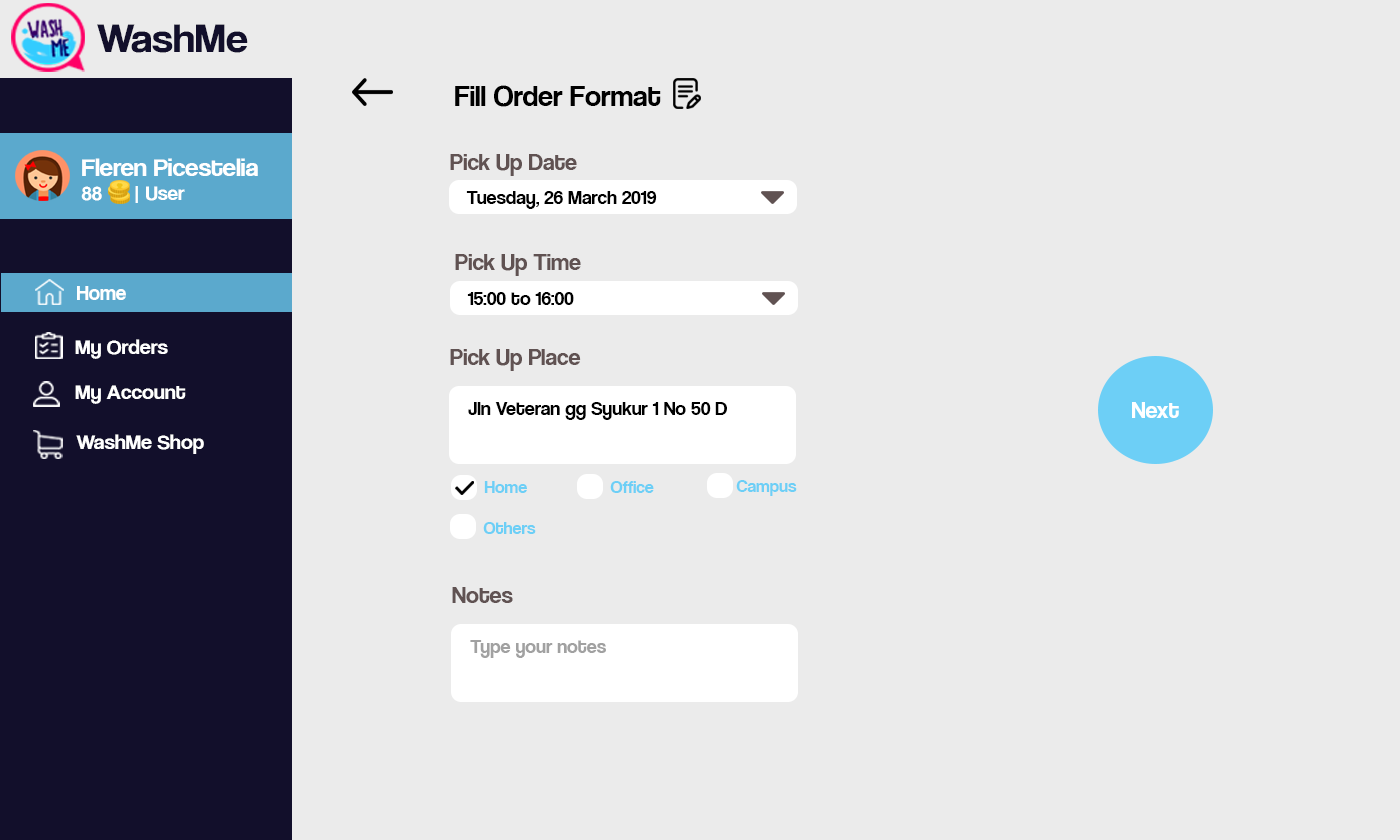 WASH
ME
WashMe
Fleren Picestelia
88 | User
Home
My Orders
My Account
WashMe Shop
Fill Order Format
Pick Up Date
Tuesday, 26 March 2019
Pick Up Time
15:00 to 16:00
Pick Up Place
Jln Veteran gg Syukur 1 No 50 D
Home Office Campus
Others
Notes
Type your notes
Next